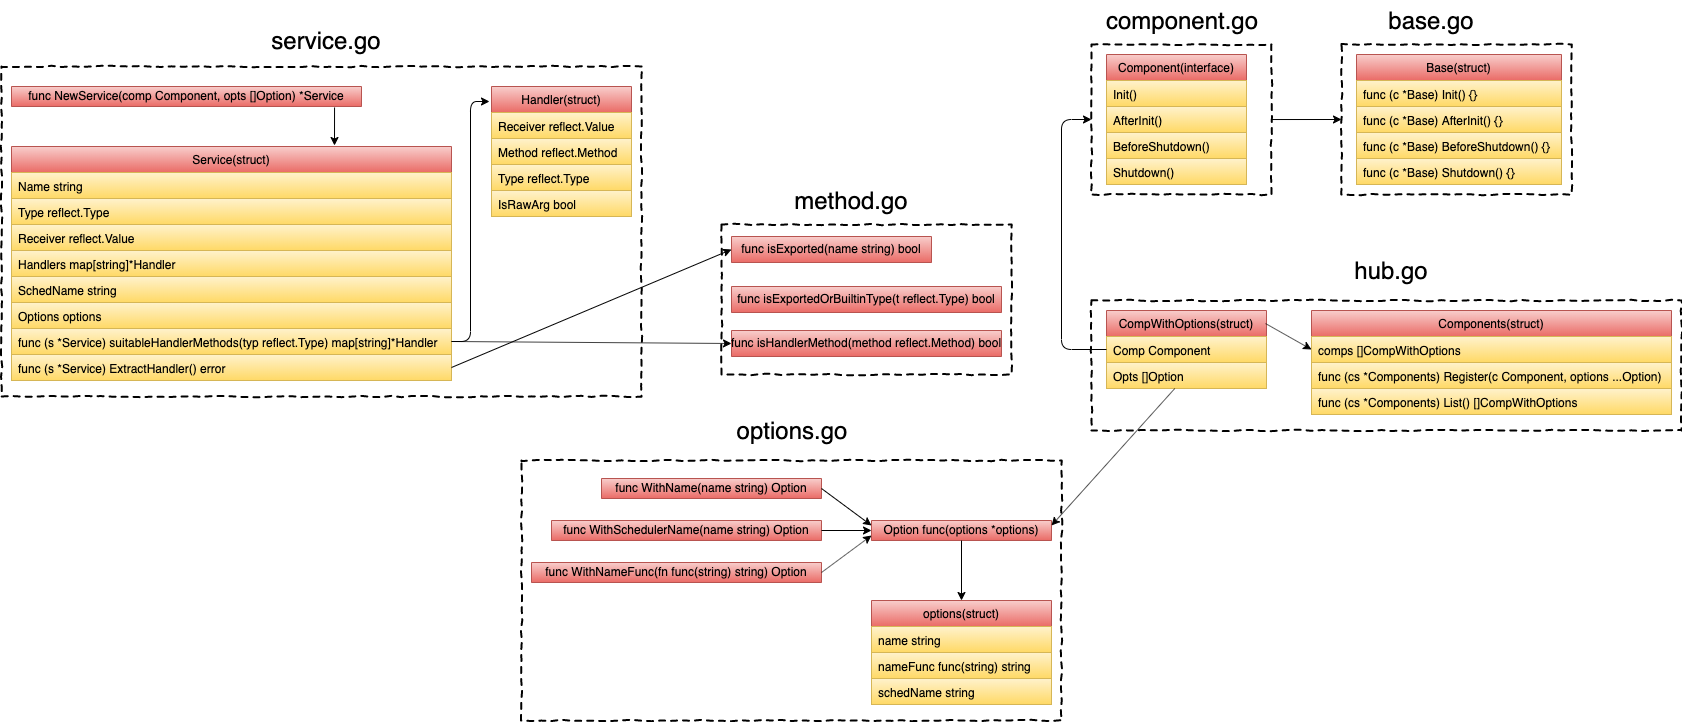 service.go
func NewService(comp Component, opts []Option) *Service
Service(struct)
Name string
Type reflect.Type
Receiver reflect.Value
Handlers map[string]*Handler
SchedName string
Options options
func (s *Service) suitableHandlerMethods(typ reflect.Type) map[string]*Handler
func (s *Service) ExtractHandler() error
Handler(struct)
Receiver reflect.Value
Method reflect.Method
Type reflect.Type
IsRawArg bool
method.go
func isExported(name string) bool
func isExportedOrBuiltinType(t reflect.Type) bool
func isHandlerMethod(method reflect.Method) bool
component.go
Component(interface)
Init()
AfterInit()
BeforeShutdown()
Shutdown()
base.go
Base(struct)
func (c *Base) Init() {}
func (c *Base) AfterInit() {}
func (c *Base) BeforeShutdown() {}
func (c *Base) Shutdown() {}
hub.go
CompWithOptions(struct)
Comp Component
Opts []Option
Components(struct)
comps []CompWithOptions
func (cs *Components) Register(c Component, options ...Option)
func (cs *Components) List() []CompWithOptions
options.go
func WithName(name string) Option
func WithSchedulerName(name string) Option
func WithNameFunc(fn func(string) string) Option
Option func(options *options)
options(struct)
name string
nameFunc func(string) string
schedName string